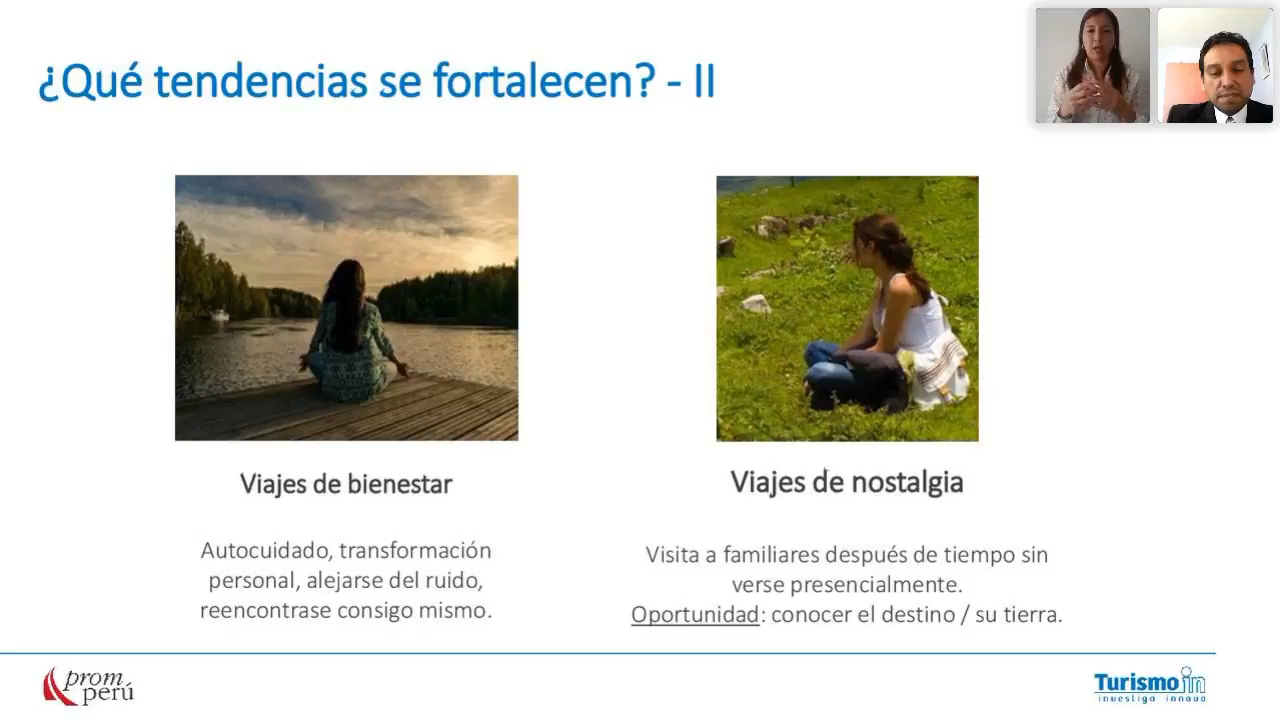 ¿Qué tendencias se fortalecen? - II
Viajes de bienestar
Autocuidado, transformación
personal, alejarse del ruido,
reencontrase consigo mismo.
Viajes de nostalgia
Visita a familiares después de tiempo sin
verse presencialmente.
Oportunidad: conocer el destino / su tierra.
prom
perú
Turismo in
investiga innova